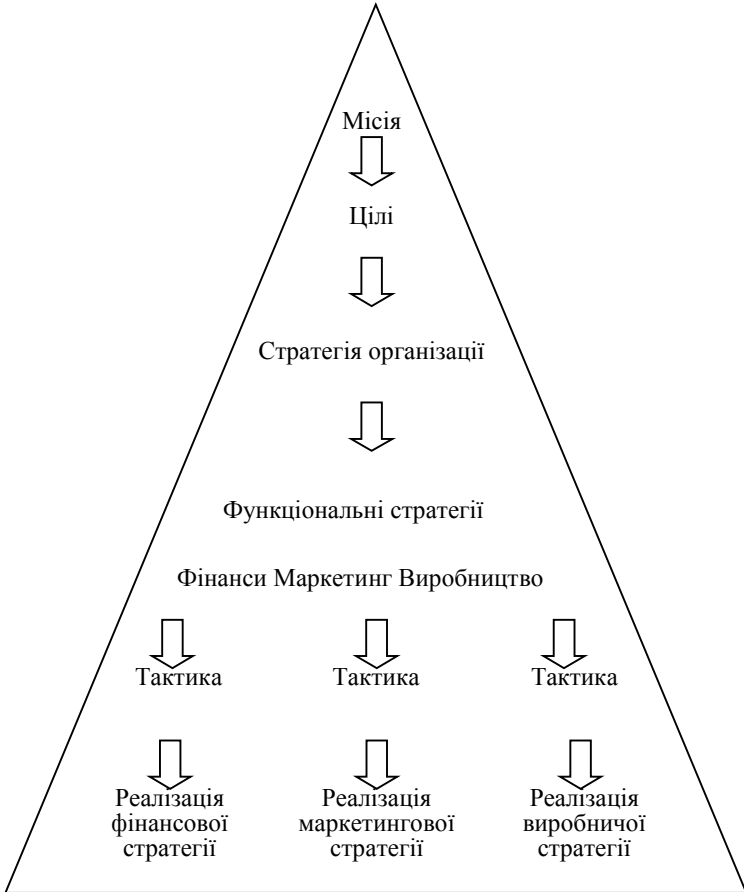 Місія
Цілі
Стратегія організації
Функціональні стратегії
Фінанси Маркетинг Виробництво
Тактика Тактика Тактика
Реалізація Реалізація Реалізація
фінансової маркетингової виробничої
стратегії стратегії стратегії